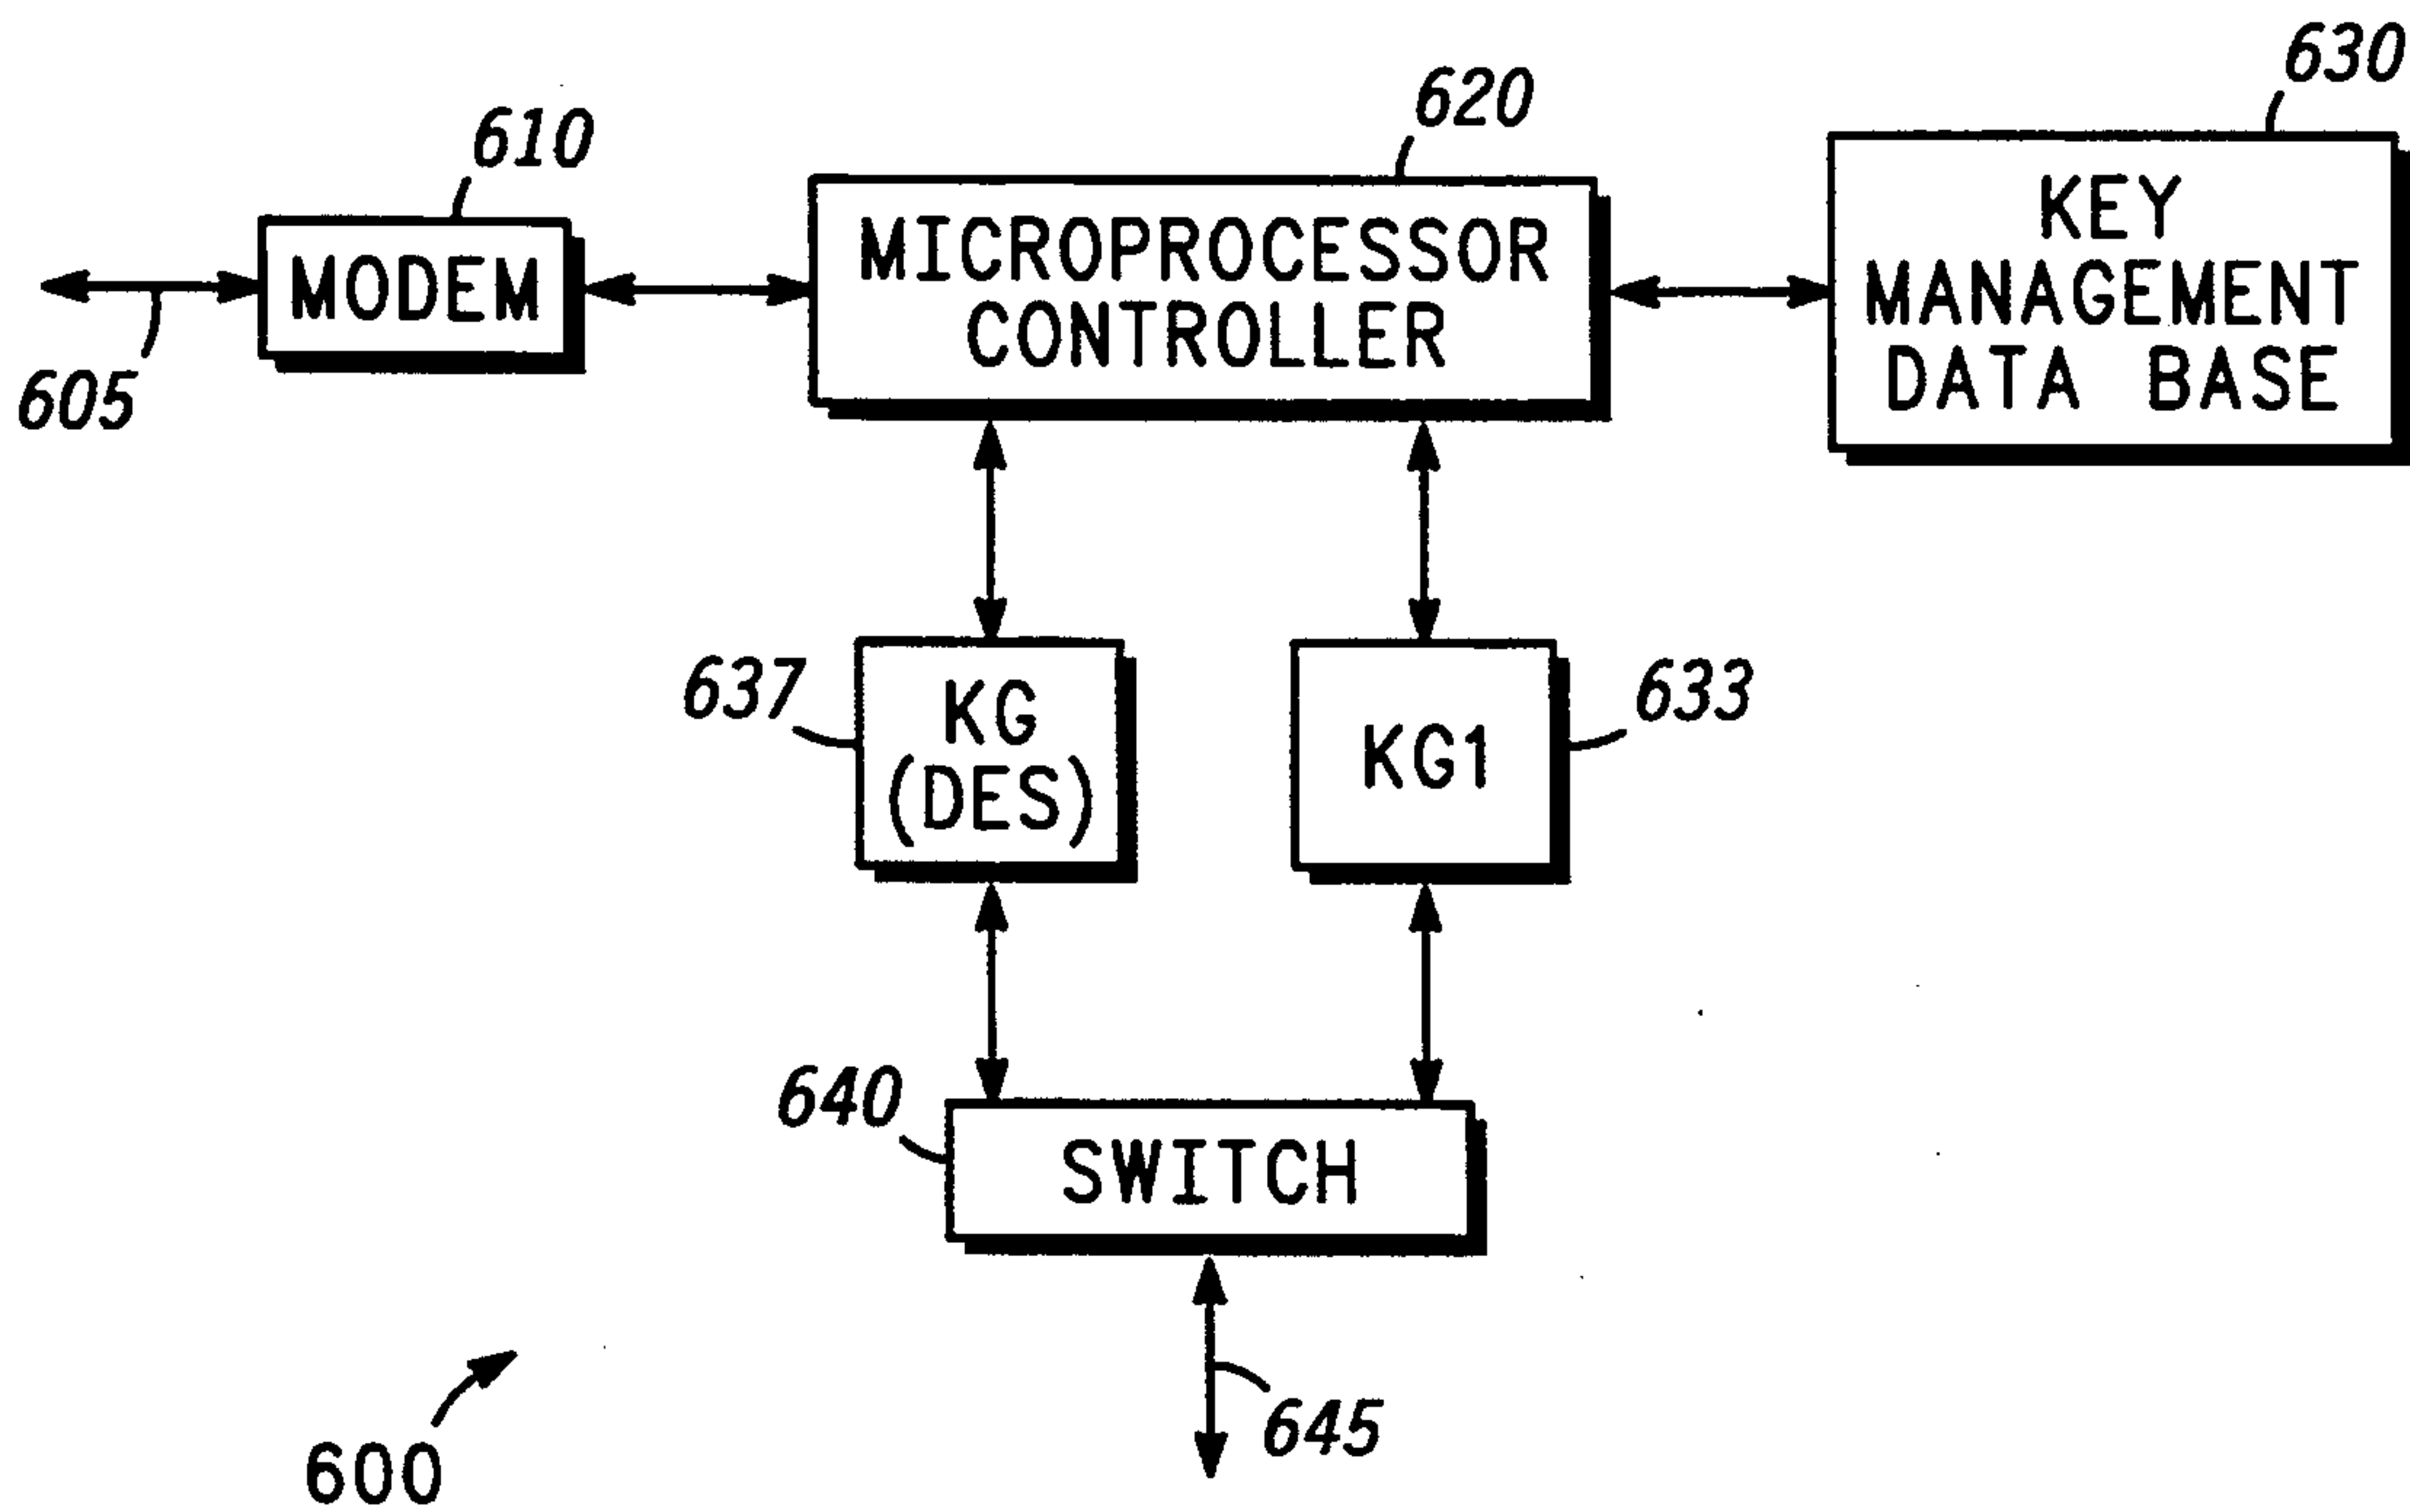 630
620
610
KEY
MANAGEMENT
DATA BASE
MICROPROCESSOR
CONTROLLER
MODEM
605
637
KG
(DES)
KG1
633
640
SWITCH
645
600